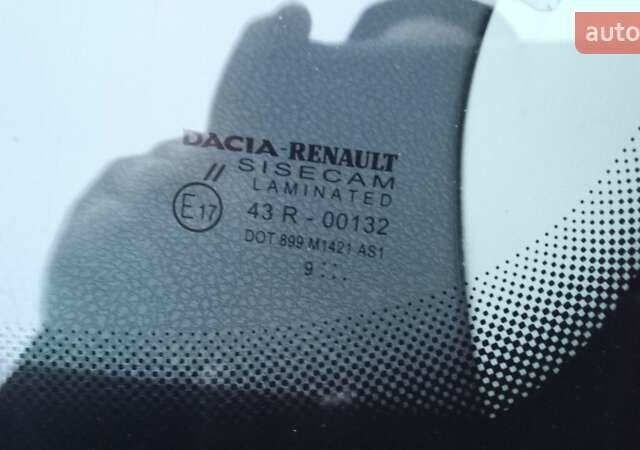 auto
DACIA-RENAULT
SISECAM
LAMINATED
E17
43 R - 00132
DOT 899 M1421 AS1
9 ...